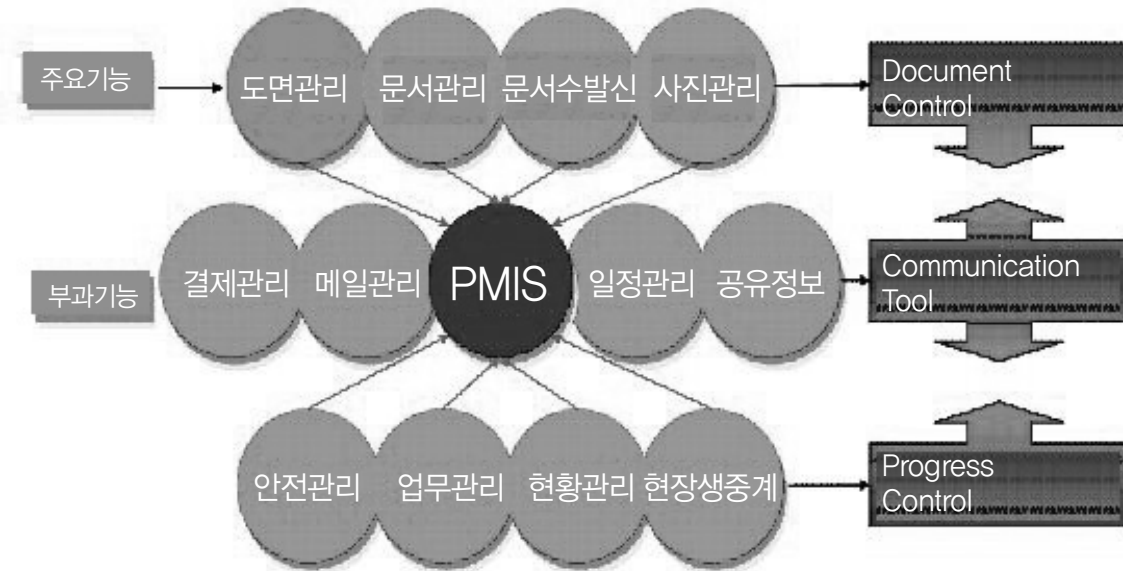 주요기능
도면관리
문서관리
문서수발신
사진관리
Document
Control
부과기능
결제관리
메일관리
PMIS
일정관리
공유정보
Communication
Tool
안전관리
업무관리
현황관리
현장생중계
Progress
Control